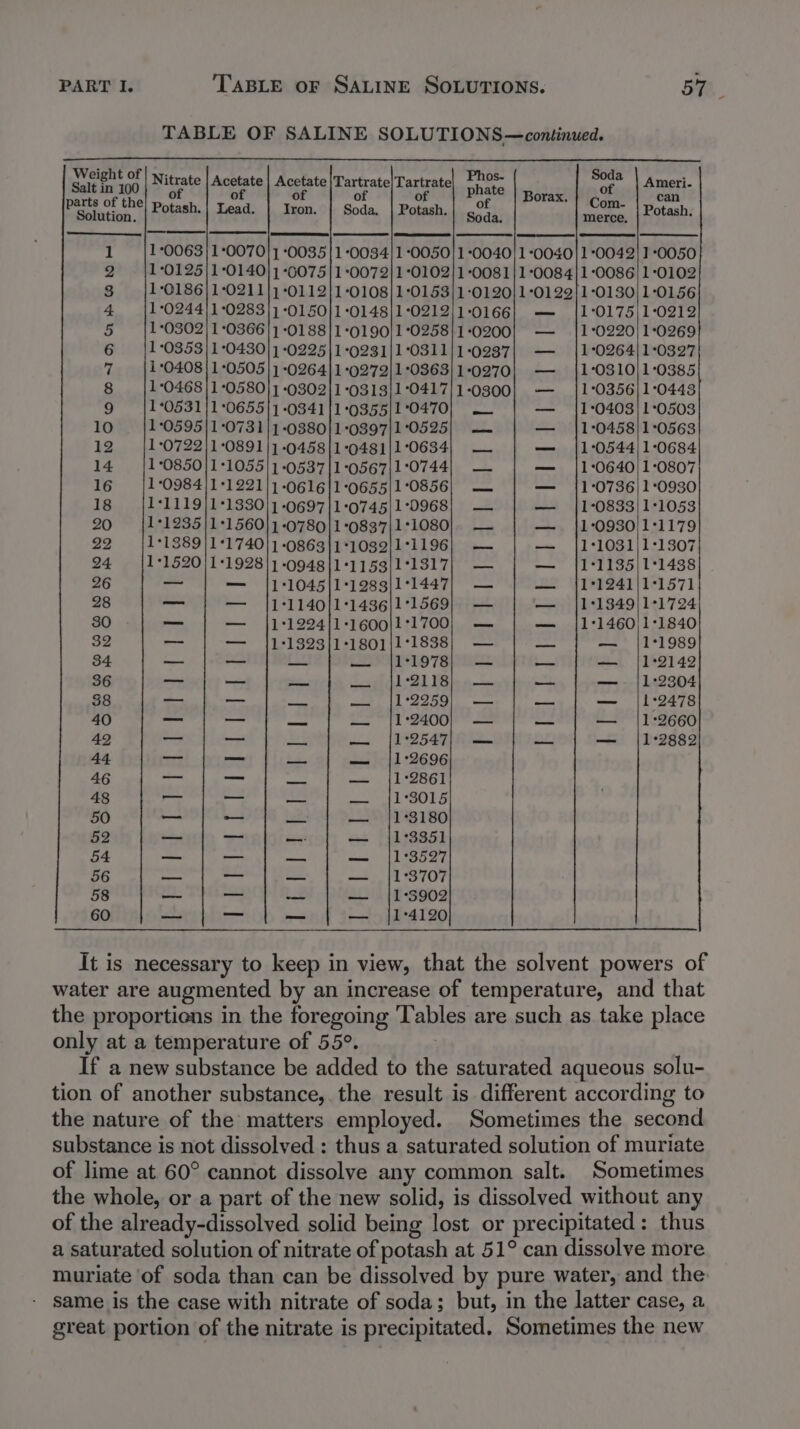 PART I. TABLE OF SALINE SOLUTIONS. 57
TABLE OF SALINE SOLUTIONS—continued.
Weight of Salt in 100 parts of the Solution. | Nitrate of Potash. | Acetate of Lead. | Acetate of Iron. | Tartrate of Soda. | Tartrate of Potash. | Phos- phate of Soda. | Borax. | Soda of Com- merce. | Ameri- can Potash.
1 | 1·0063 | 1·0070 | 1·0035 | 1·0034 | 1·0050 | 1·0040 | 1·0040 | 1·0042 | 1·0050
2 | 1·0125 | 1·0140 | 1·0075 | 1·0072 | 1·0102 | 1·0081 | 1·0084 | 1·0086 | 1·0102
3 | 1·0186 | 1·0211 | 1·0112 | 1·0108 | 1·0153 | 1·0120 | 1·0129 | 1·0130 | 1·0156
4 | 1·0244 | 1·0283 | 1·0150 | 1·0148 | 1·0212 | 1·0166 | — | 1·0175 | 1·0212
5 | 1·0302 | 1·0366 | 1·0188 | 1·0190 | 1·0258 | 1·0200 | — | 1·0220 | 1·0269
6 | 1·0353 | 1·0430 | 1·0225 | 1·0231 | 1·0311 | 1·0237 | — | 1·0264 | 1·0327
7 | 1·0408 | 1·0505 | 1·0264 | 1·0272 | 1·0363 | 1·0270 | — | 1·0310 | 1·0385
8 | 1·0468 | 1·0580 | 1·0302 | 1·0313 | 1·0417 | 1·0300 | — | 1·0356 | 1·0443
9 | 1·0531 | 1·0655 | 1·0341 | 1·0355 | 1·0470 | — | — | 1·0403 | 1·0503
10 | 1·0595 | 1·0731 | 1·0380 | 1·0397 | 1·0525 | — | — | 1·0458 | 1·0563
12 | 1·0722 | 1·0891 | 1·0458 | 1·0481 | 1·0634 | — | — | 1·0544 | 1·0684
14 | 1·0850 | 1·1055 | 1·0537 | 1·0567 | 1·0744 | — | — | 1·0640 | 1·0807
16 | 1·0984 | 1·1221 | 1·0616 | 1·0655 | 1·0856 | — | — | 1·0736 | 1·0930
18 | 1·1119 | 1·1330 | 1·0697 | 1·0745 | 1·0968 | — | — | 1·0833 | 1·1053
20 | 1·1235 | 1·1560 | 1·0780 | 1·0837 | 1·1080 | — | — | 1·0930 | 1·1179
22 | 1·1389 | 1·1740 | 1·0863 | 1·1032 | 1·1196 | — | — | 1·1031 | 1·1307
24 | 1·1520 | 1·1928 | 1·0948 | 1·1153 | 1·1317 | — | — | 1·1135 | 1·1438
26 | — | — | 1·1045 | 1·1283 | 1·1447 | — | — | 1·1241 | 1·1571
28 | — | — | 1·1140 | 1·1436 | 1·1569 | — | — | 1·1349 | 1·1724
30 | — | — | 1·1224 | 1·1600 | 1·1700 | — | — | 1·1460 | 1·1840
32 | — | — | 1·1323 | 1·1801 | 1·1838 | — | — | — | 1·1989
34 | — | — | — | — | 1·1978 | — | — | — | 1·2142
36 | — | — | — | — | 1·2118 | — | — | — | 1·2304
38 | — | — | — | — | 1·2259 | — | — | — | 1·2478
40 | — | — | — | — | 1·2400 | — | — | — | 1·2660
42 | — | — | — | — | 1·2547 | — | — | — | 1·2882
44 | — | — | — | — | 1·2696
46 | — | — | — | — | 1·2861
48 | — | — | — | — | 1·3015
50 | — | — | — | — | 1·3180
52 | — | — | — | — | 1·3351
54 | — | — | — | — | 1·3527
56 | — | — | — | — | 1·3707
58 | — | — | — | — | 1·3902
60 | — | — | — | — | 1·4120
It is necessary to keep in view, that the solvent powers of
water are augmented by an increase of temperature, and that
the proportions in the foregoing Tables are such as take place
only at a temperature of 55°.
If a new substance be added to the saturated aqueous solu-
tion of another substance, the result is different according to
the nature of the matters employed. Sometimes the second
substance is not dissolved : thus a saturated solution of muriate
of lime at 60° cannot dissolve any common salt. Sometimes
the whole, or a part of the new solid, is dissolved without any
of the already-dissolved solid being lost or precipitated : thus
a saturated solution of nitrate of potash at 51° can dissolve more
muriate of soda than can be dissolved by pure water, and the
same is the case with nitrate of soda; but, in the latter case, a
great portion of the nitrate is precipitated. Sometimes the new